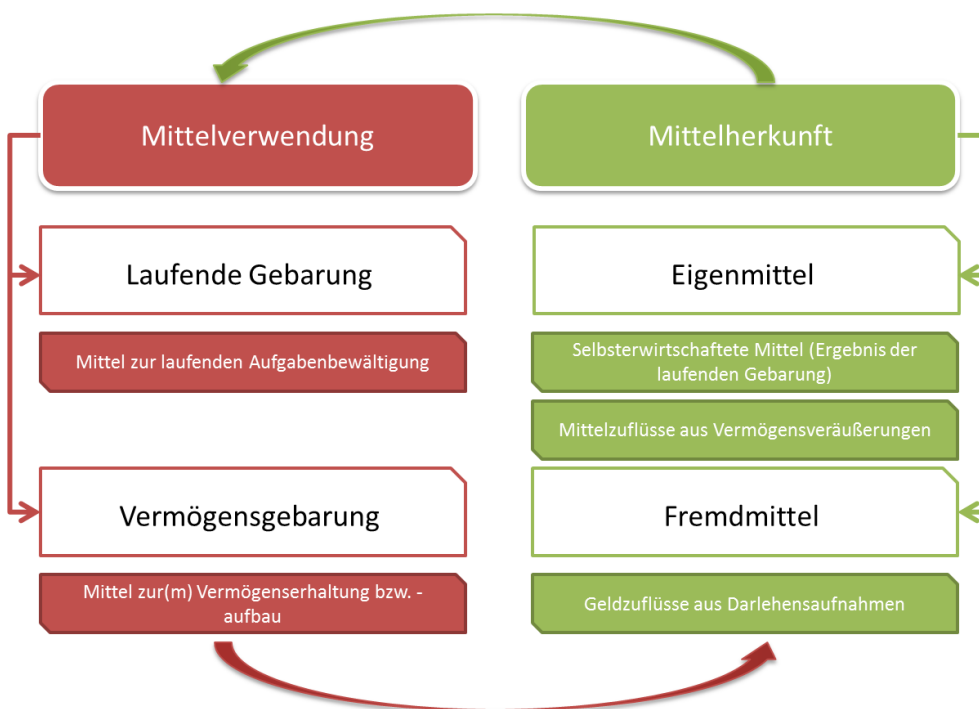 Mittelverwendung
Mittelherkunft
Laufende Gebarung
Eigenmittel
Mittel zur laufenden Aufgabenbewältigung
Selbsterwirtschaftete Mittel (Ergebnis der
laufenden Gebarung)
Mittelzuflüsse aus Vermögensveräußerungen
Vermögensgebarung
Fremdmittel
Mittel zur(m) Vermögenserhaltung bzw. -
aufbau
Geldzuflüsse aus Darlehensaufnahmen